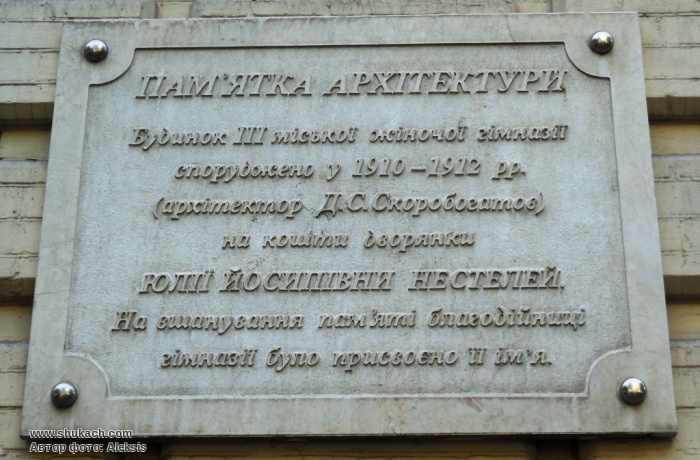 ПАМ'ЯТКА АРХІТЕКТУРИ
Будинок III міської жіночої гімназії
споруджено у 1910–1912 рр.
(архітектор Д.С.Скоробогатов)
на кошти дворянки
ЮЛІЇ ЙОСИПІВНИ НЕСТЕЛЕЙ.
На вшанування пам'яті благодійниці
гімназії було присвоєно її ім'я.
www.shukach.com
Автор фото: Aleksis